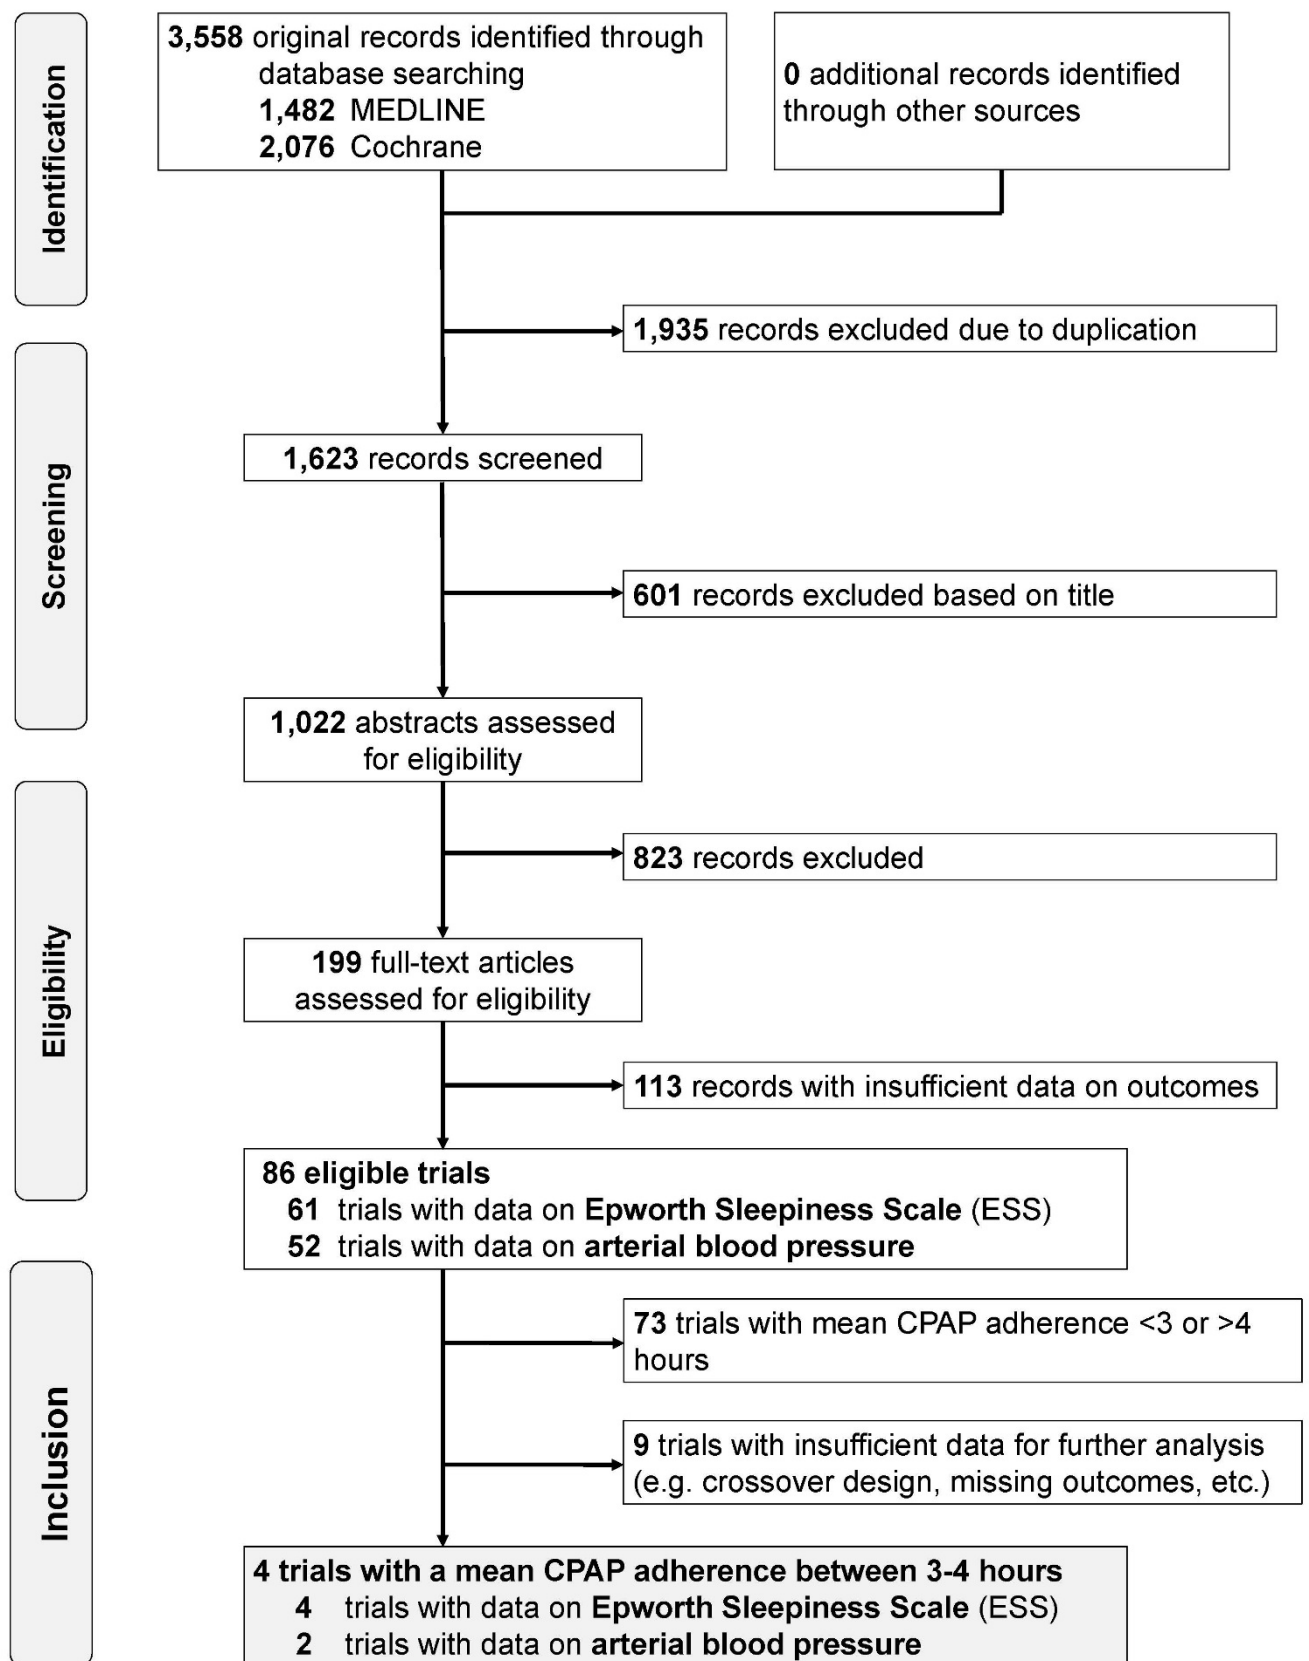 Identification
3,558 original records identified through
database searching
1,482 MEDLINE
2,076 Cochrane
0 additional records identified
through other sources
1,935 records excluded due to duplication
Screening
1,623 records screened
601 records excluded based on title
1,022 abstracts assessed
for eligibility
Eligibility
823 records excluded
199 full-text articles
assessed for eligibility
113 records with insufficient data on outcomes
86 eligible trials
61 trials with data on Epworth Sleepiness Scale (ESS)
52 trials with data on arterial blood pressure
Inclusion
73 trials with mean CPAP adherence <3 or >4
hours
9 trials with insufficient data for further analysis
(e.g. crossover design, missing outcomes, etc.)
4 trials with a mean CPAP adherence between 3-4 hours
4 trials with data on Epworth Sleepiness Scale (ESS)
2 trials with data on arterial blood pressure